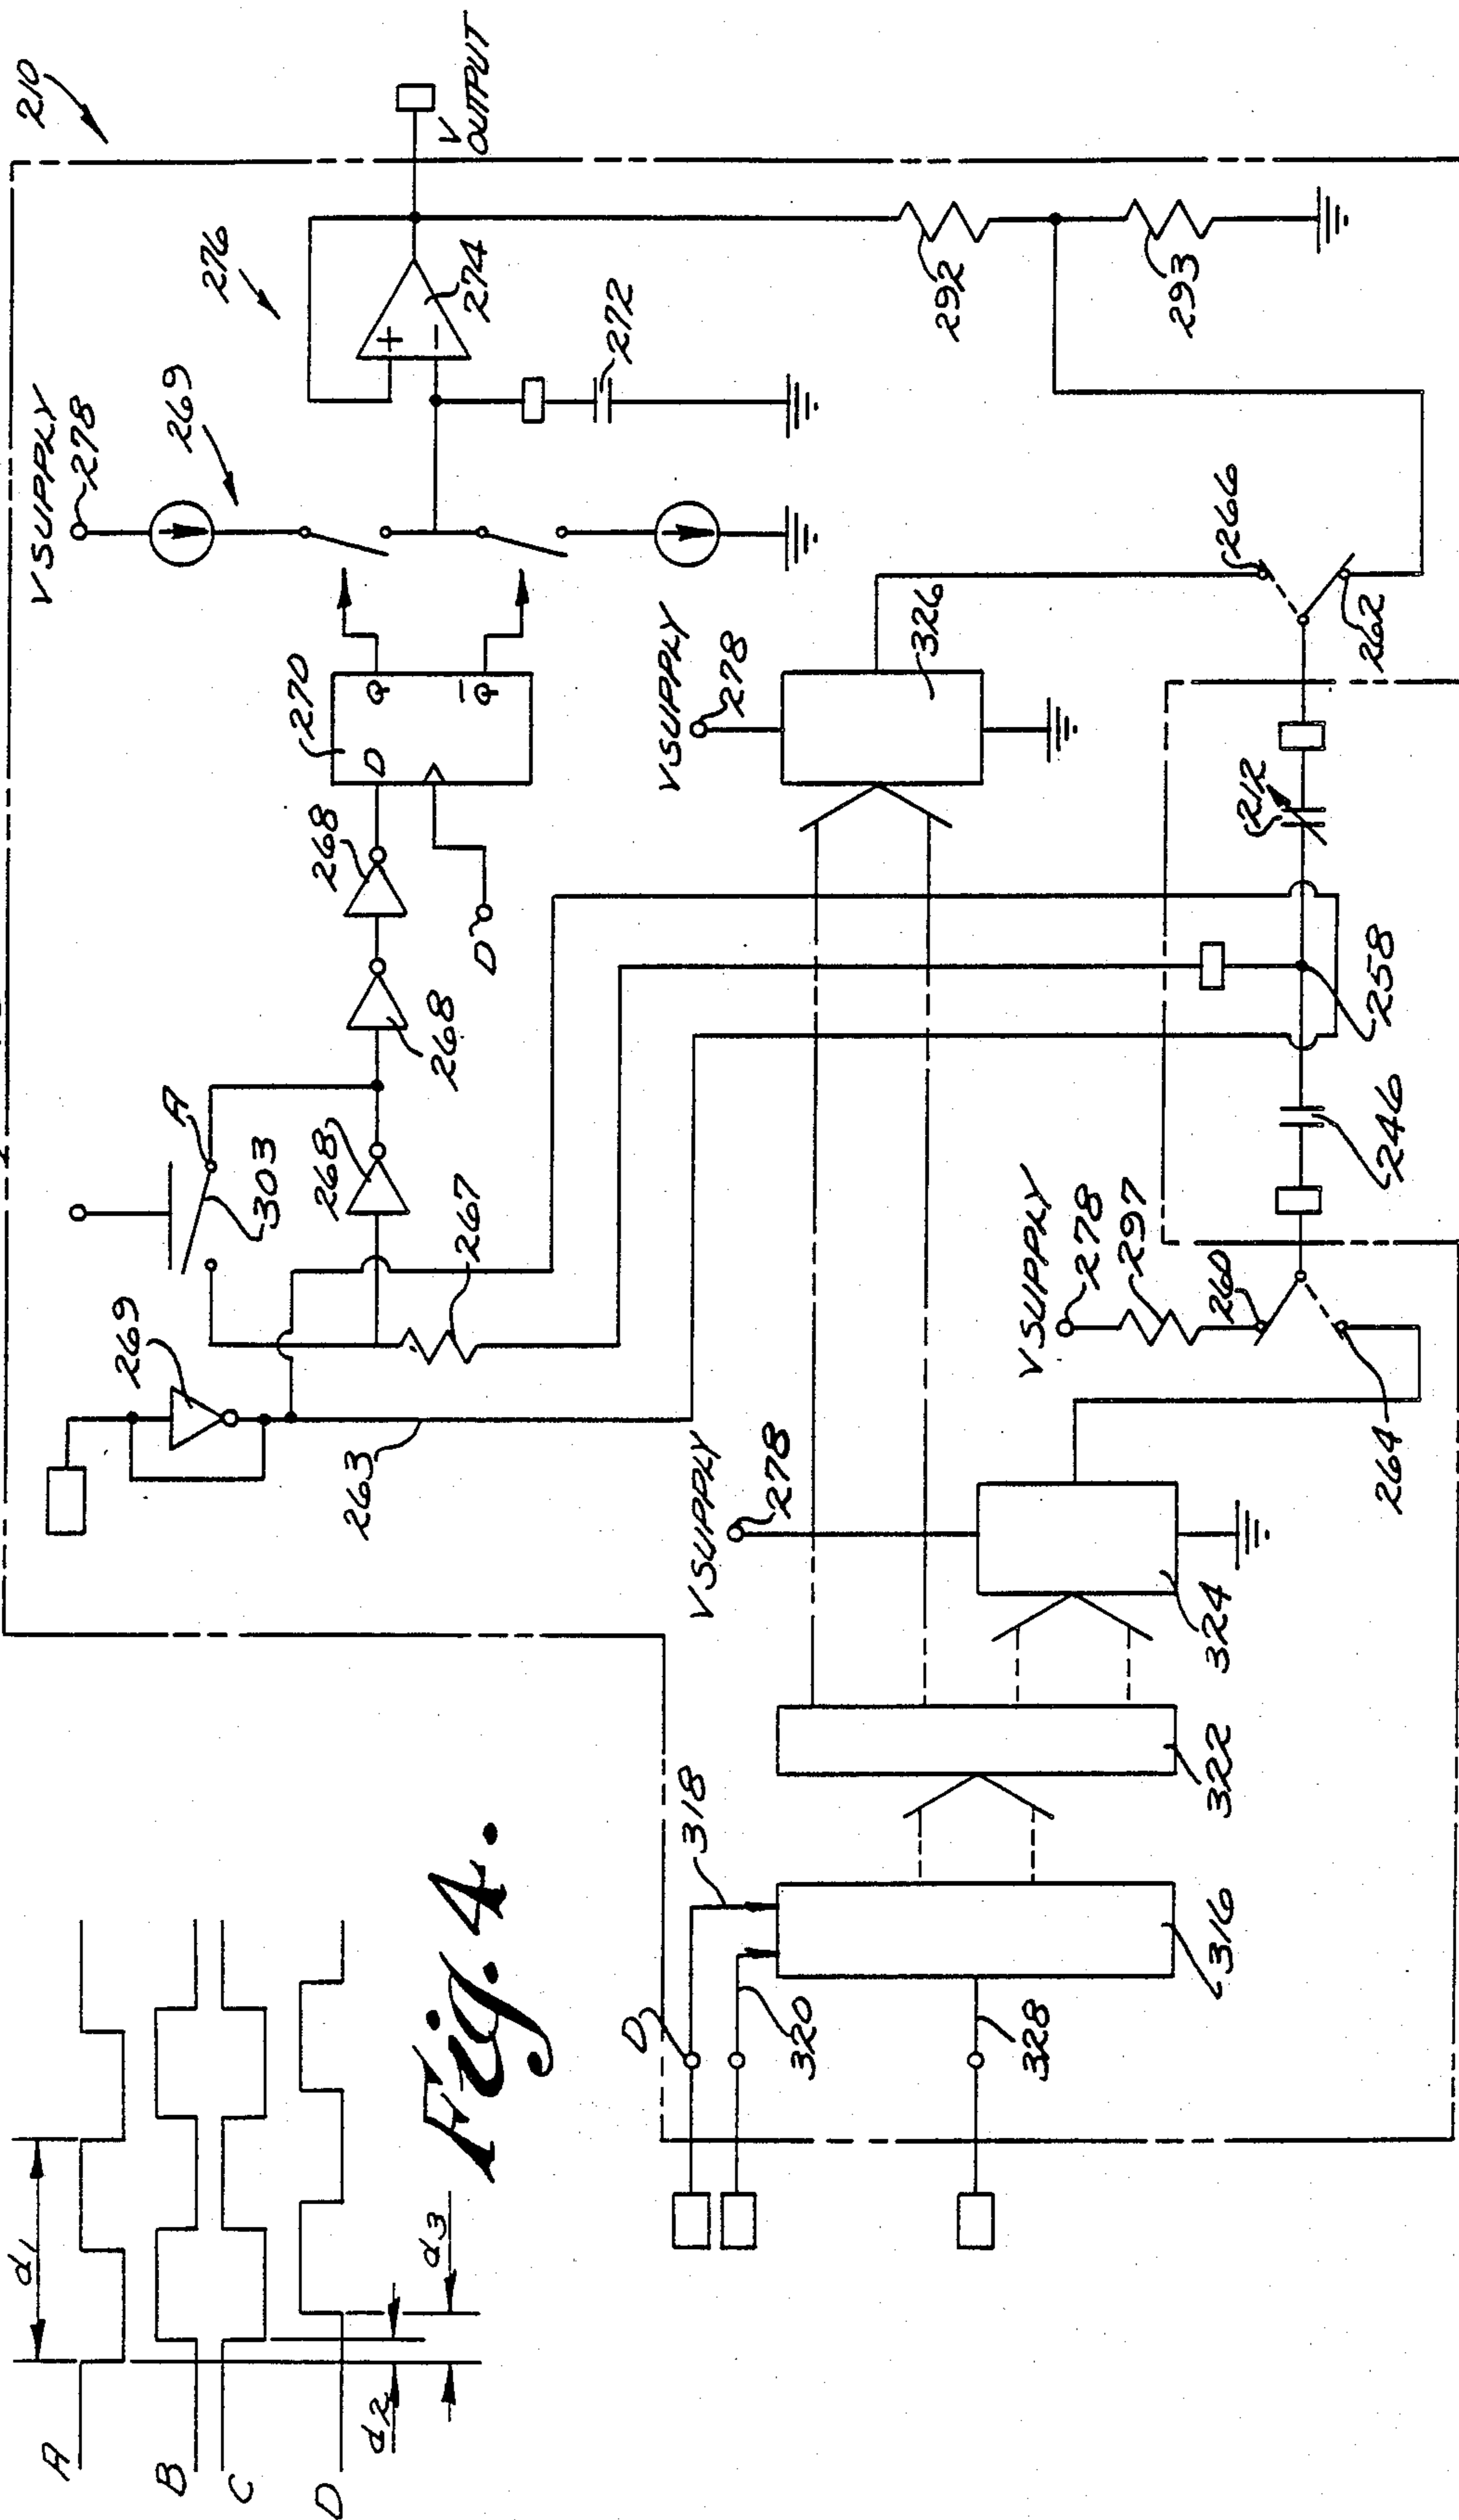 210
V SUPPLY
278
269
276
V
OUTPUT
274
272
292
293
270
D
Q
Q̅
268
268
D
A
303
268
267
269
263
V SUPPLY
278
326
266
262
212
258
246
V SUPPLY
278
297
260
264
V SUPPLY
278
324
322
318
D
320
328
316
A
B
C
D
d1
d2
d3
Fig. 4.
+
−